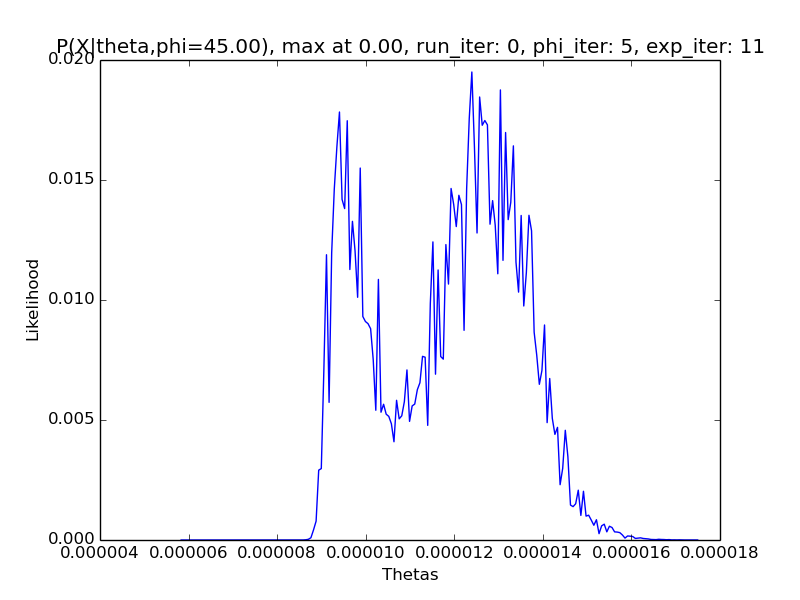 P(X|theta,phi=45.00), max at 0.00, run_iter: 0, phi_iter: 5, exp_iter: 11
0.020
0.015
0.010
0.005
0.000
Likelihood
0.000004 0.000006 0.000008 0.000010 0.000012 0.000014 0.000016 0.000018
Thetas